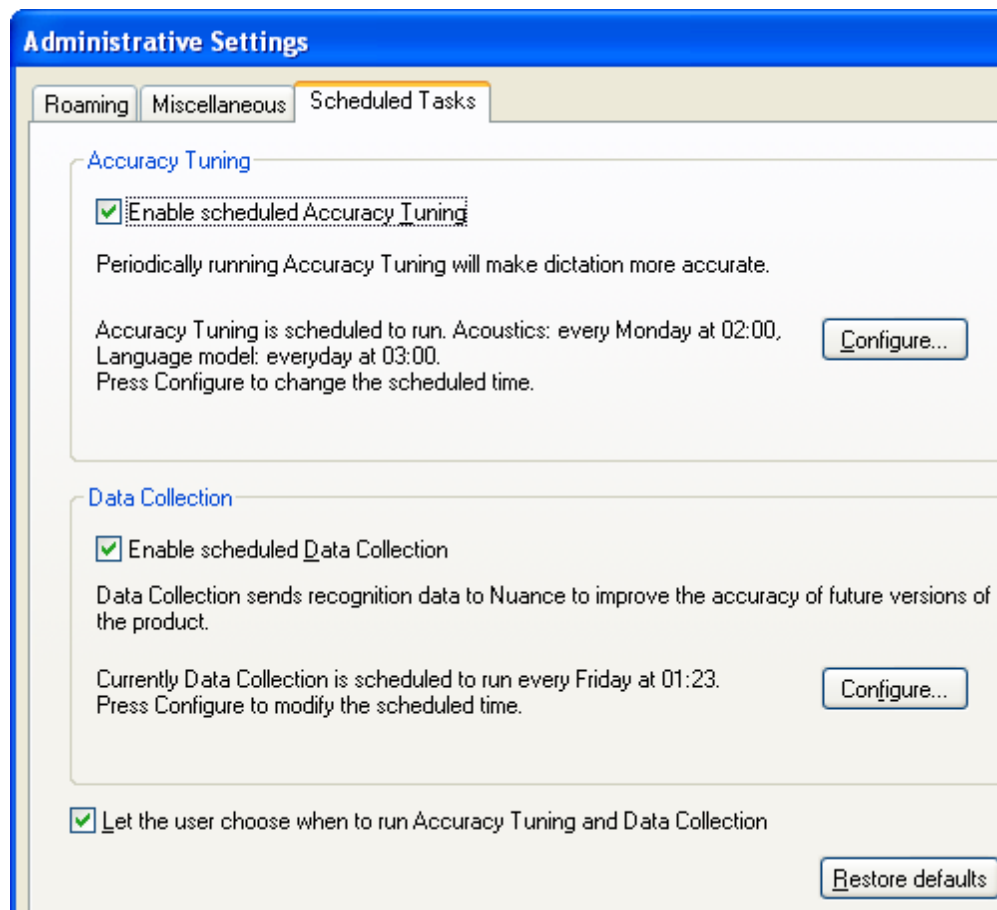 Administrative Settings
Roaming Miscellaneous Scheduled Tasks
Accuracy Tuning
Enable scheduled Accuracy Tuning
Periodically running Accuracy Tuning will make dictation more accurate.
Accuracy Tuning is scheduled to run. Acoustics: every Monday at 02:00,
Language model: everyday at 03:00.
Press Configure to change the scheduled time.
Configure...
Data Collection
Enable scheduled Data Collection
Data Collection sends recognition data to Nuance to improve the accuracy of future versions of
the product.
Currently Data Collection is scheduled to run every Friday at 01:23.
Press Configure to modify the scheduled time.
Configure...
Let the user choose when to run Accuracy Tuning and Data Collection
Restore defaults